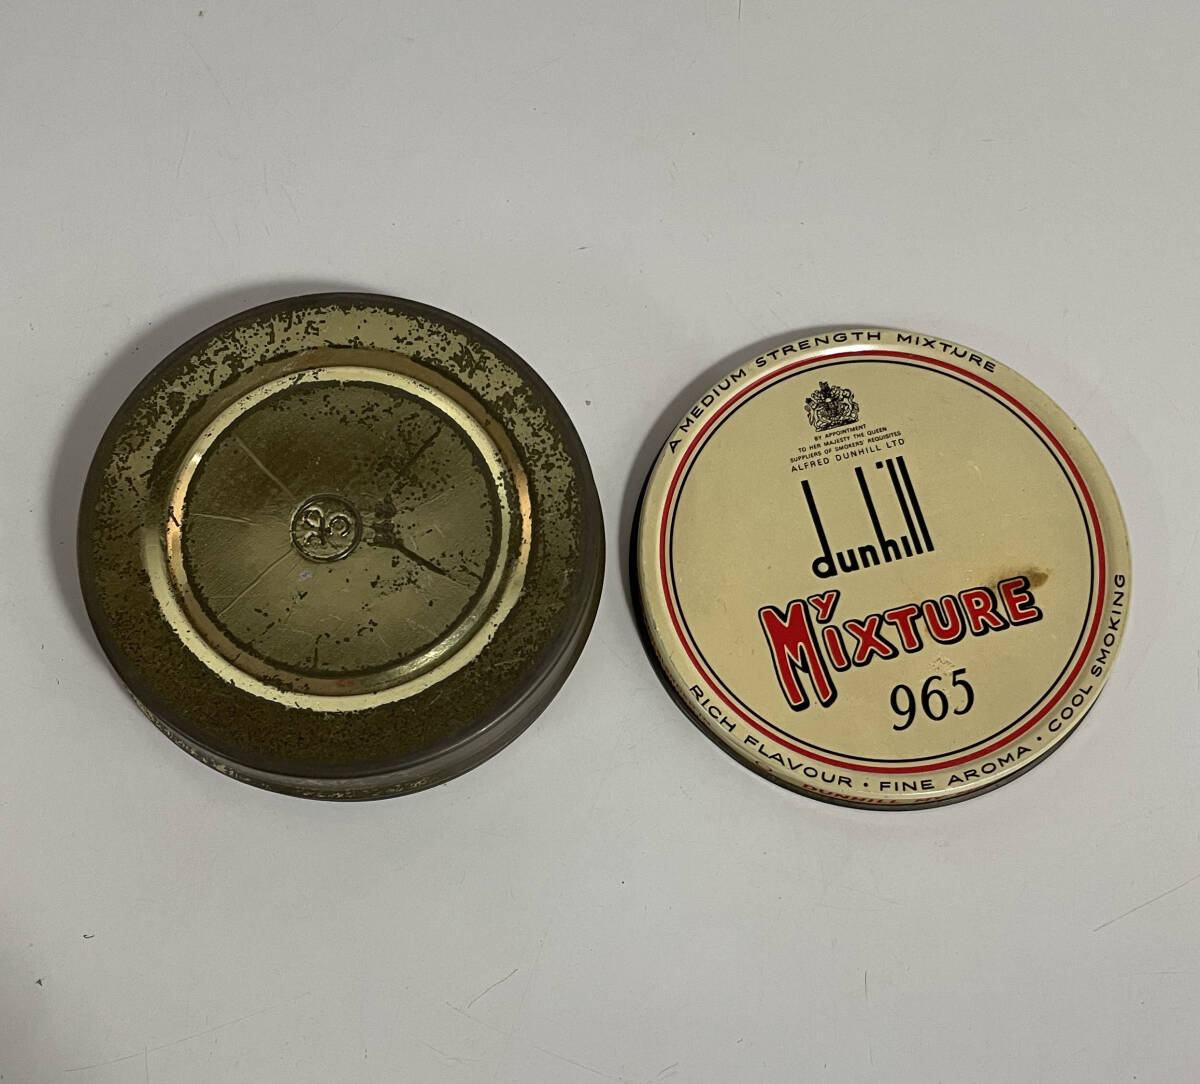 A MEDIUM STRENGTH MIXTURE
BY APPOINTMENT
TO HER MAJESTY THE QUEEN
SUPPLIERS OF SMOKERS' REQUISITES
ALFRED DUNHILL LTD
dunhill
MY MIXTURE
965
RICH FLAVOUR · FINE AROMA · COOL SMOKING
DUNHILL